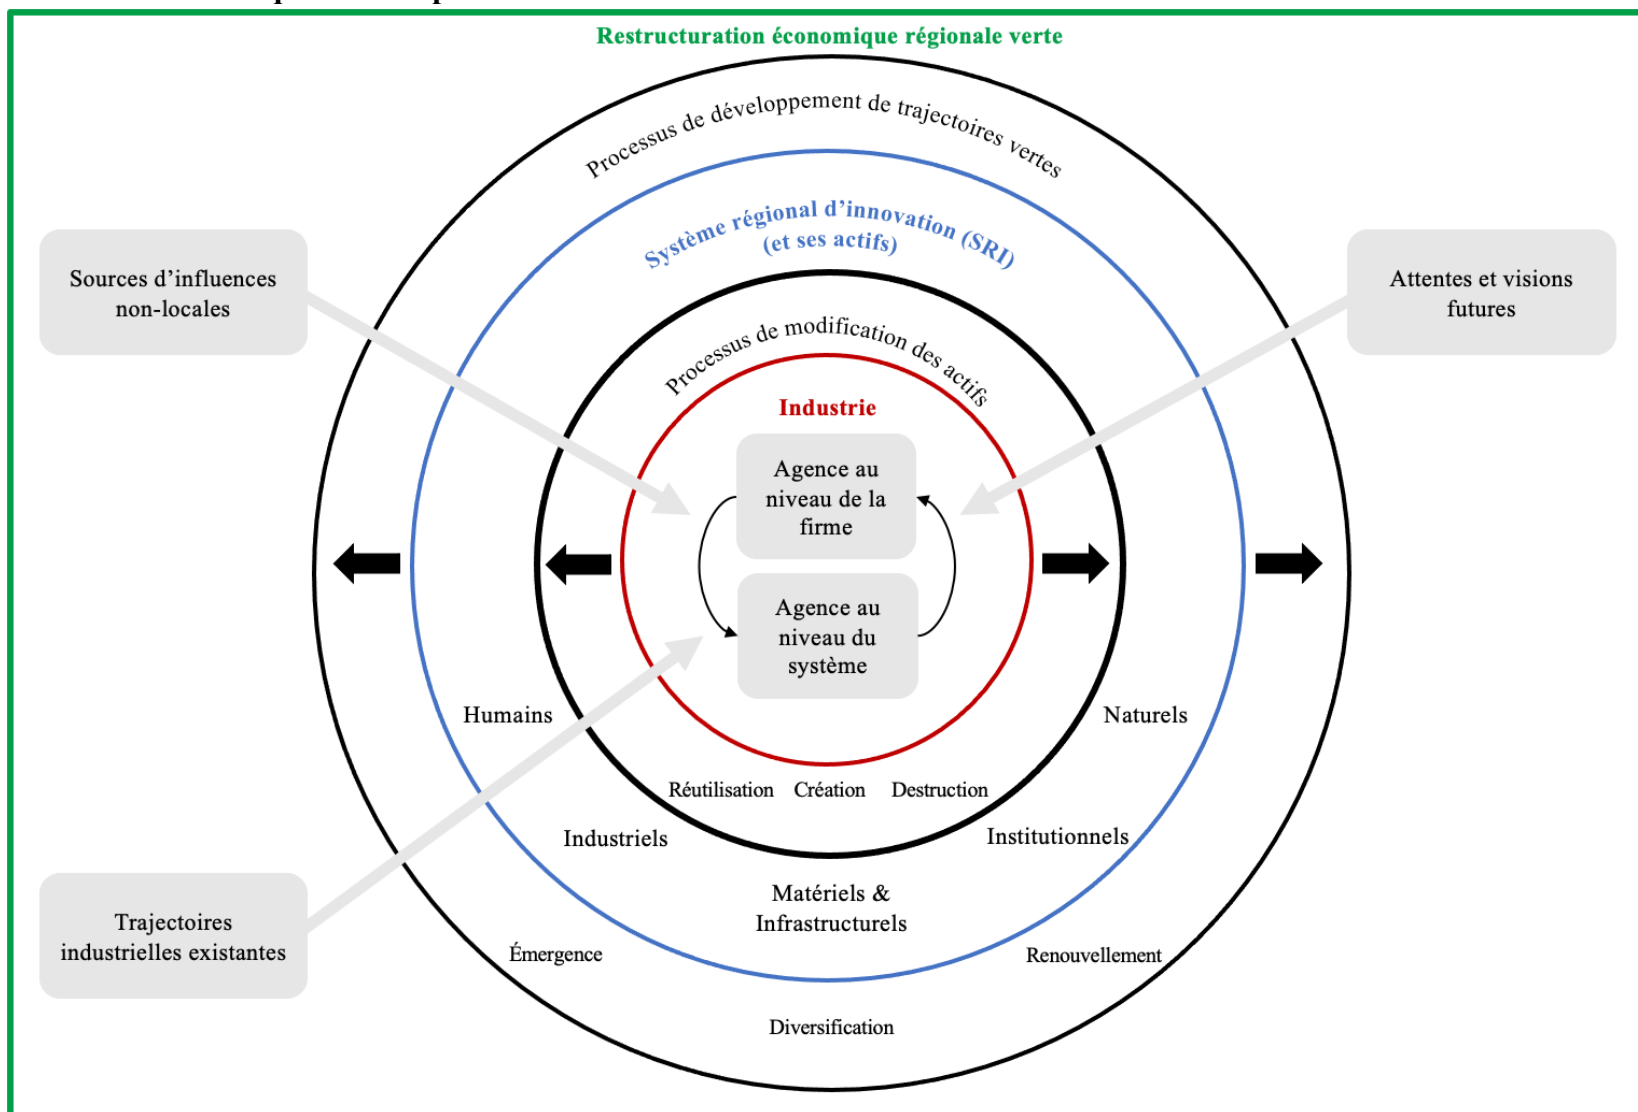 Restructuration économique régionale verte
Processus de développement de trajectoires vertes
Système régional d'innovation (SRI)
(et ses actifs)
Sources d'influences
non-locales
Attentes et visions
futures
Processus de modification des actifs
Industrie
Agence au
niveau de la
firme
Agence au
niveau du
système
Humains
Naturels
Réutilisation
Création
Destruction
Industriels
Institutionnels
Matériels &
Infrastructurels
Trajectoires
industrielles existantes
Émergence
Renouvellement
Diversification